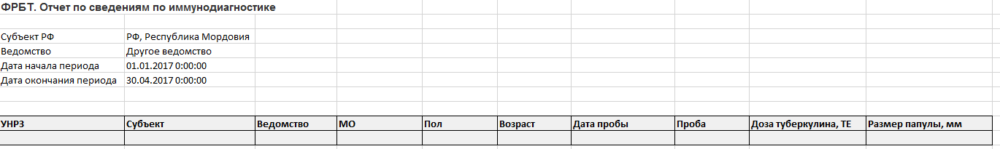 ФРБТ. Отчет по сведениям по иммунодиагностике
Субъект РФ РФ, Республика Мордовия
Ведомство Другое ведомство
Дата начала периода 01.01.2017 0:00:00
Дата окончания периода 30.04.2017 0:00:00
УНРЗ Субъект Ведомство МО Пол Возраст Дата пробы Проба Доза туберкулина, ТЕ Размер папулы, мм